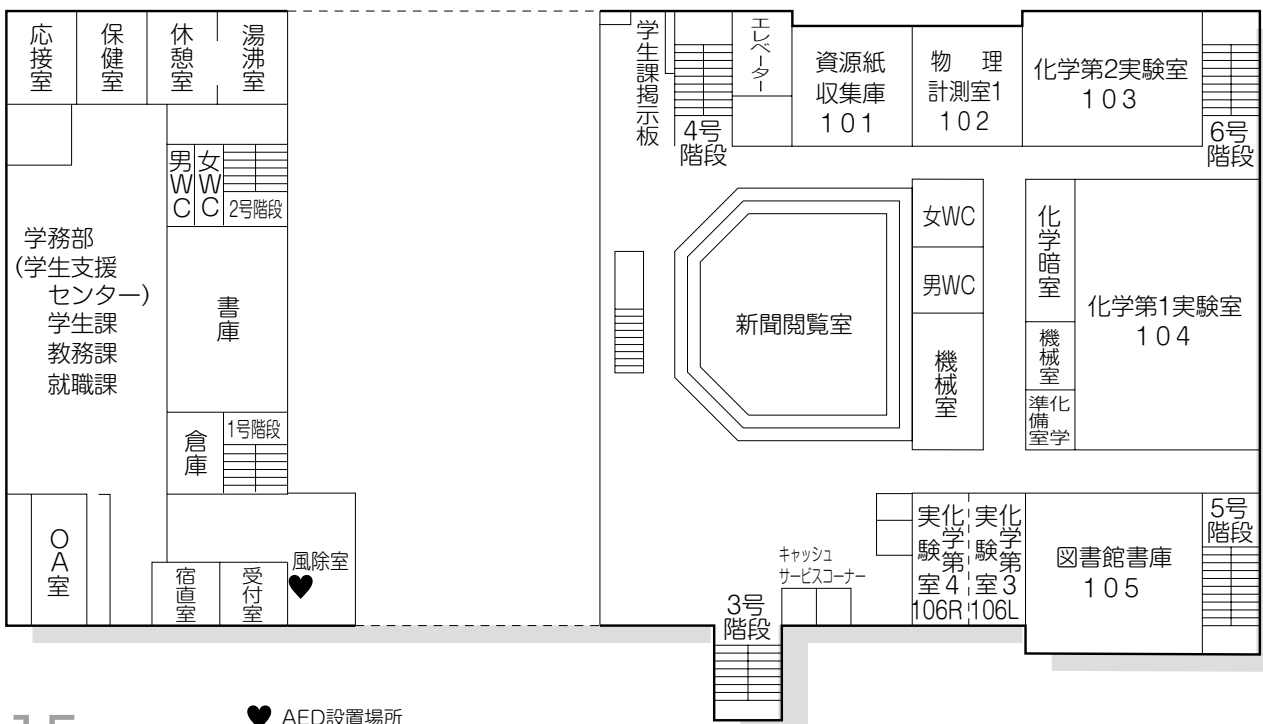 応接室
保健室
休憩室
湯沸室
学生課掲示板
エレベーター
資源紙
収集庫
101
物 理
計測室1
102
化学第2実験室
103
4号
階段
6号
階段
男WC
女WC
2号階段
学務部
(学生支援
センター)
学生課
教務課
就職課
書庫
新聞閲覧室
女WC
男WC
機械室
化学暗室
機械室
化学
準備室
化学第1実験室
104
倉庫
1号階段
OA室
宿直室
受付室
風除室
キャッシュ
サービスコーナー
3号
階段
化学第4
実験室
106R
化学第3
実験室
106L
図書館書庫
105
5号
階段
♥ AED設置場所